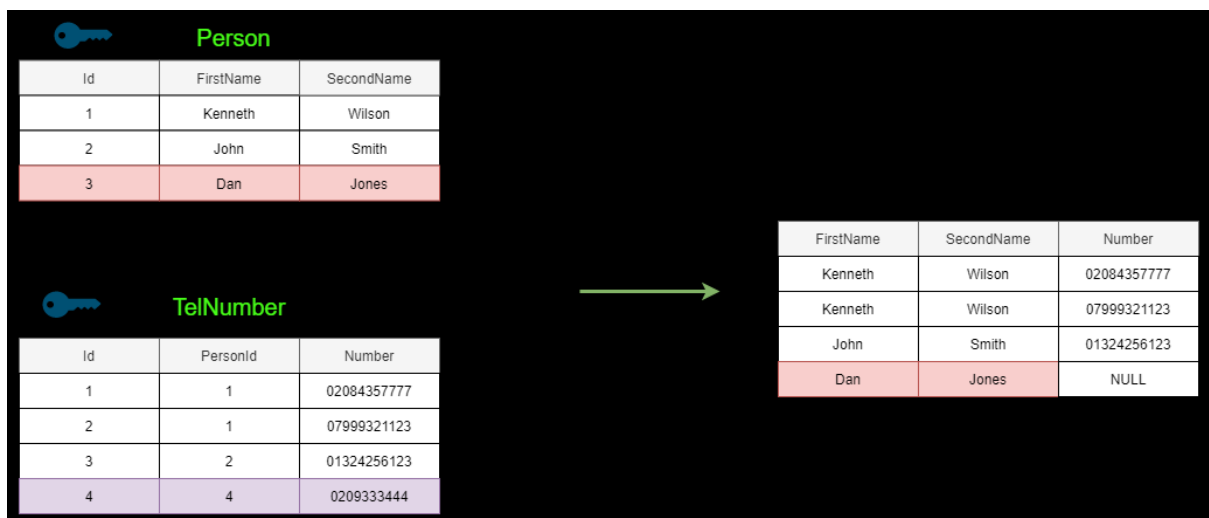 Person
Id FirstName SecondName
1 Kenneth Wilson
2 John Smith
3 Dan Jones
TelNumber
Id PersonId Number
1 1 02084357777
2 1 07999321123
3 2 01324256123
4 4 0209333444
FirstName SecondName Number
Kenneth Wilson 02084357777
Kenneth Wilson 07999321123
John Smith 01324256123
Dan Jones NULL